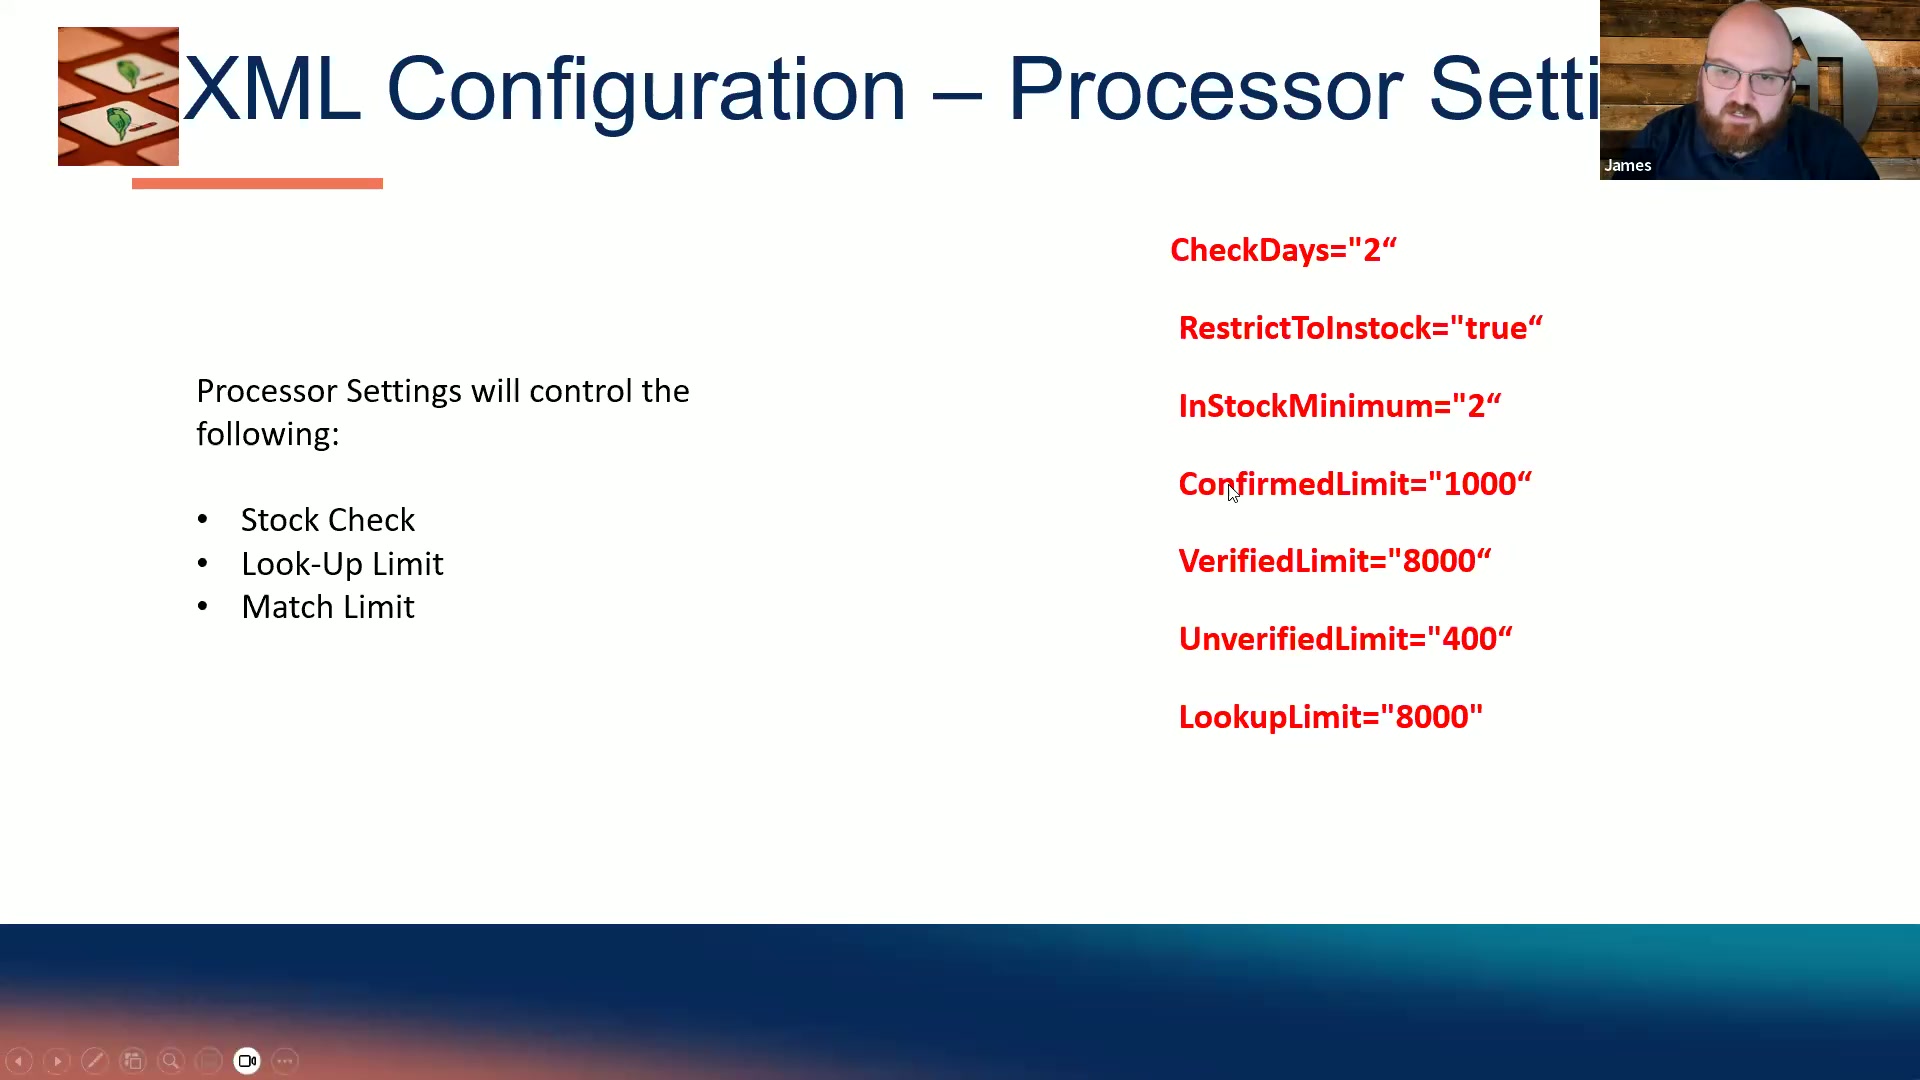 XML Configuration – Processor Setti
James
Processor Settings will control the
following:
• Stock Check
• Look-Up Limit
• Match Limit
CheckDays="2“
RestrictToInstock="true“
InStockMinimum="2“
ConfirmedLimit="1000“
VerifiedLimit="8000“
UnverifiedLimit="400“
LookupLimit="8000"